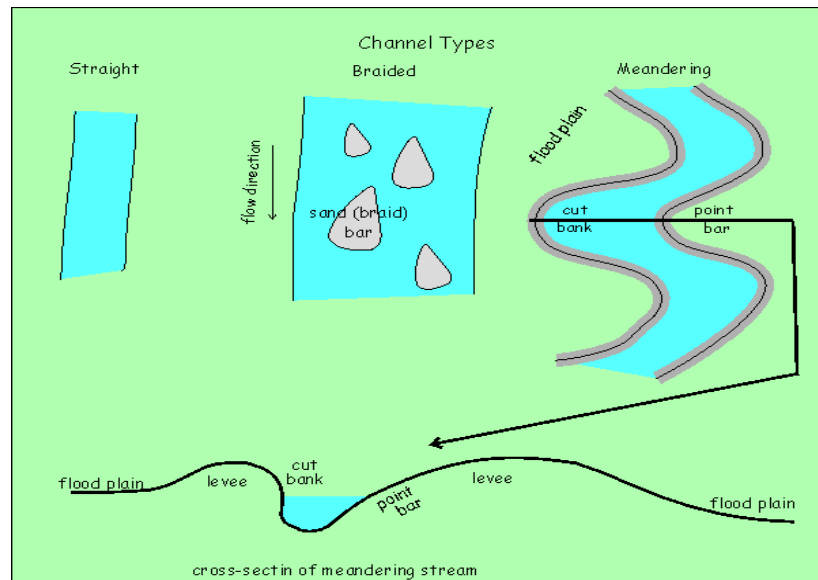 Channel Types
Straight
Braided
Meandering
flood plain
flow direction
sand (braid)
bar
cut
bank
point
bar
cut
bank
flood plain
levee
point
bar
levee
flood plain
cross-sectin of meandering stream